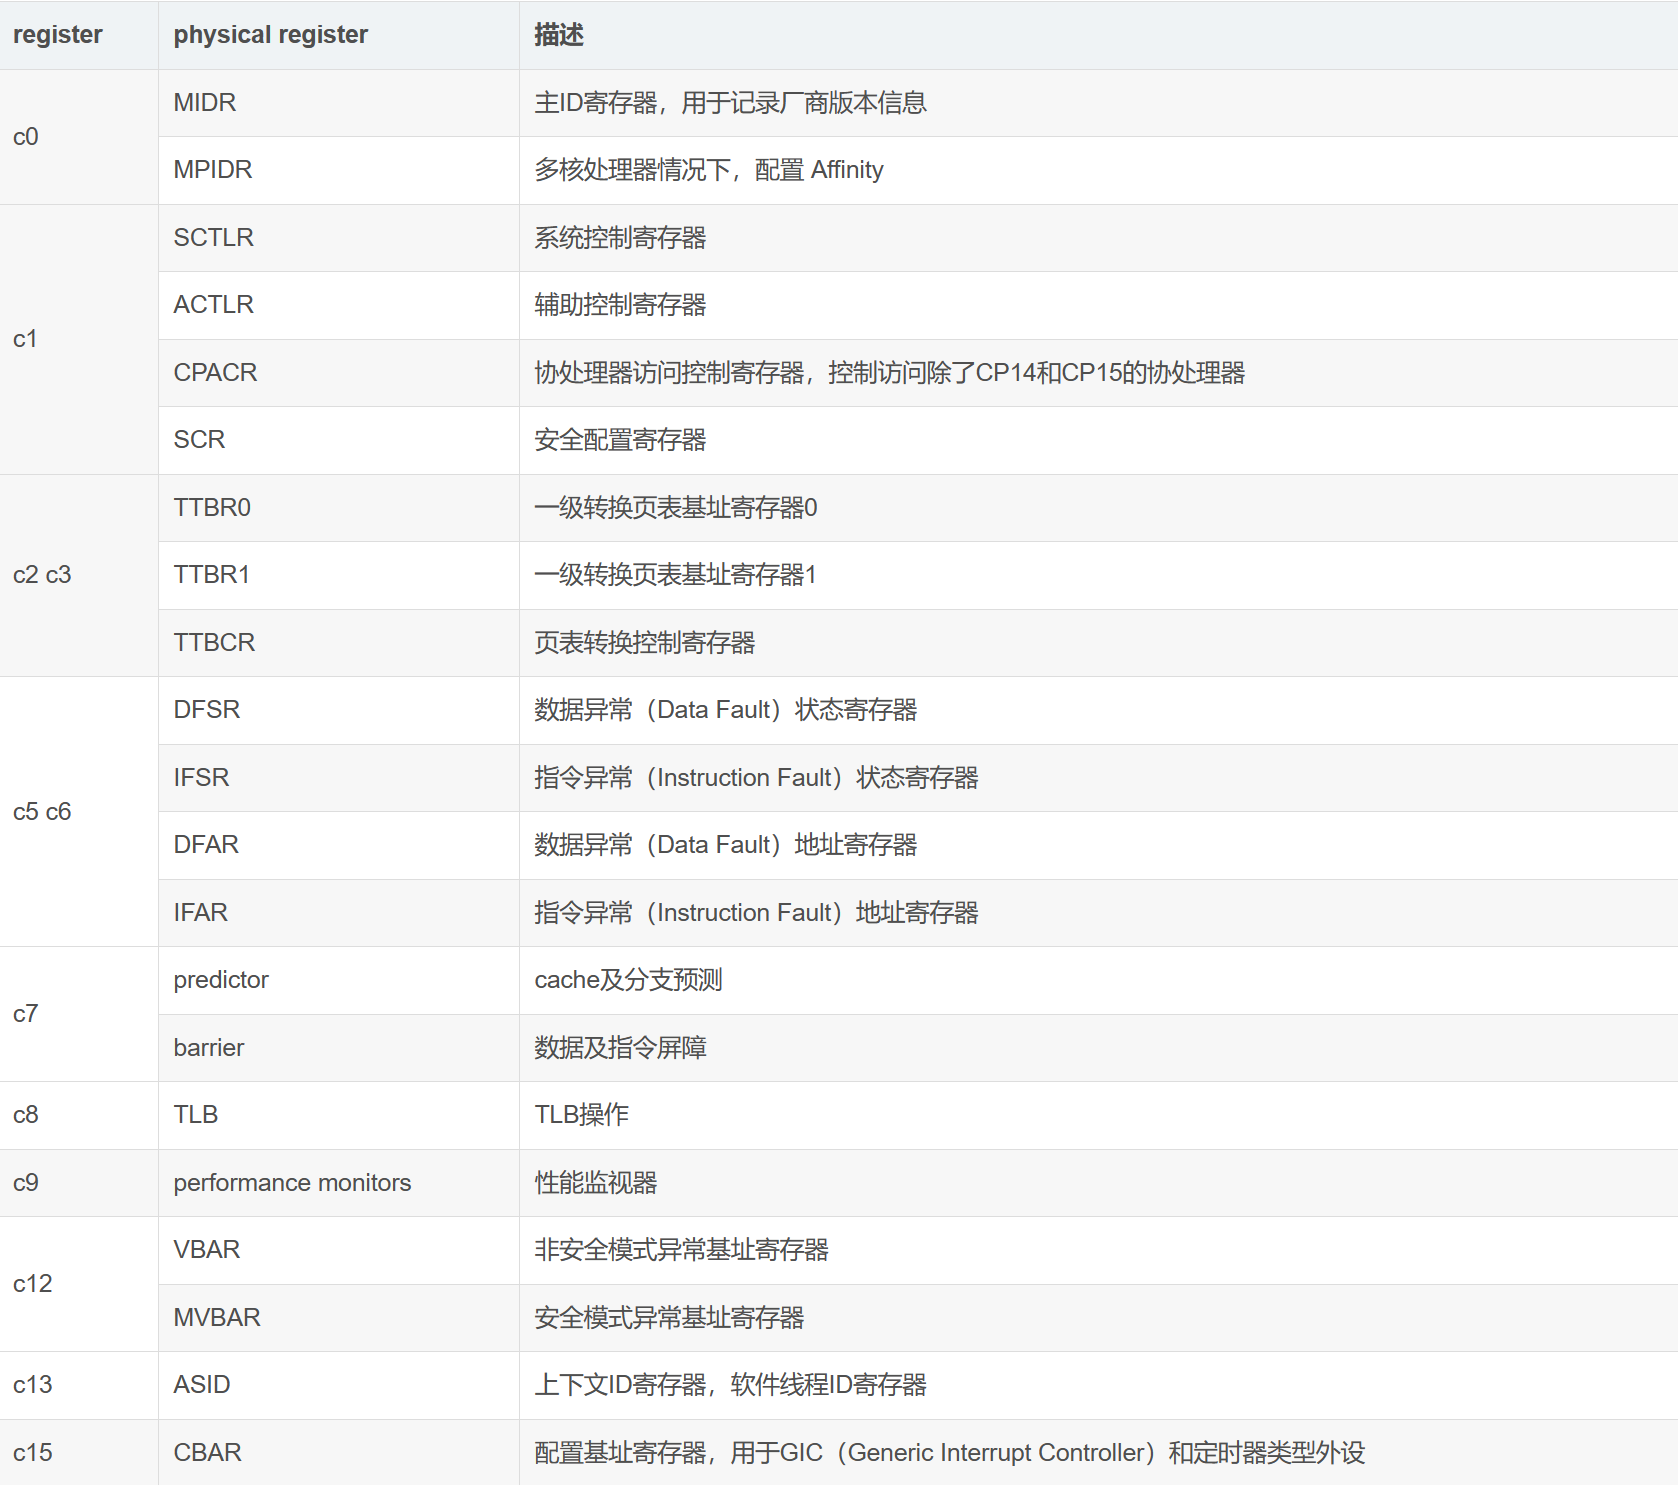 register physical register 描述
c0 MIDR 主ID寄存器，用于记录厂商版本信息
MPIDR 多核处理器情况下，配置 Affinity
c1 SCTLR 系统控制寄存器
ACTLR 辅助控制寄存器
CPACR 协处理器访问控制寄存器，控制访问除了CP14和CP15的协处理器
SCR 安全配置寄存器
c2 c3 TTBR0 一级转换页表基址寄存器0
TTBR1 一级转换页表基址寄存器1
TTBCR 页表转换控制寄存器
c5 c6 DFSR 数据异常（Data Fault）状态寄存器
IFSR 指令异常（Instruction Fault）状态寄存器
DFAR 数据异常（Data Fault）地址寄存器
IFAR 指令异常（Instruction Fault）地址寄存器
c7 predictor cache及分支预测
barrier 数据及指令屏障
c8 TLB TLB操作
c9 performance monitors 性能监视器
c12 VBAR 非安全模式异常基址寄存器
MVBAR 安全模式异常基址寄存器
c13 ASID 上下文ID寄存器，软件线程ID寄存器
c15 CBAR 配置基址寄存器，用于GIC（Generic Interrupt Controller）和定时器类型外设